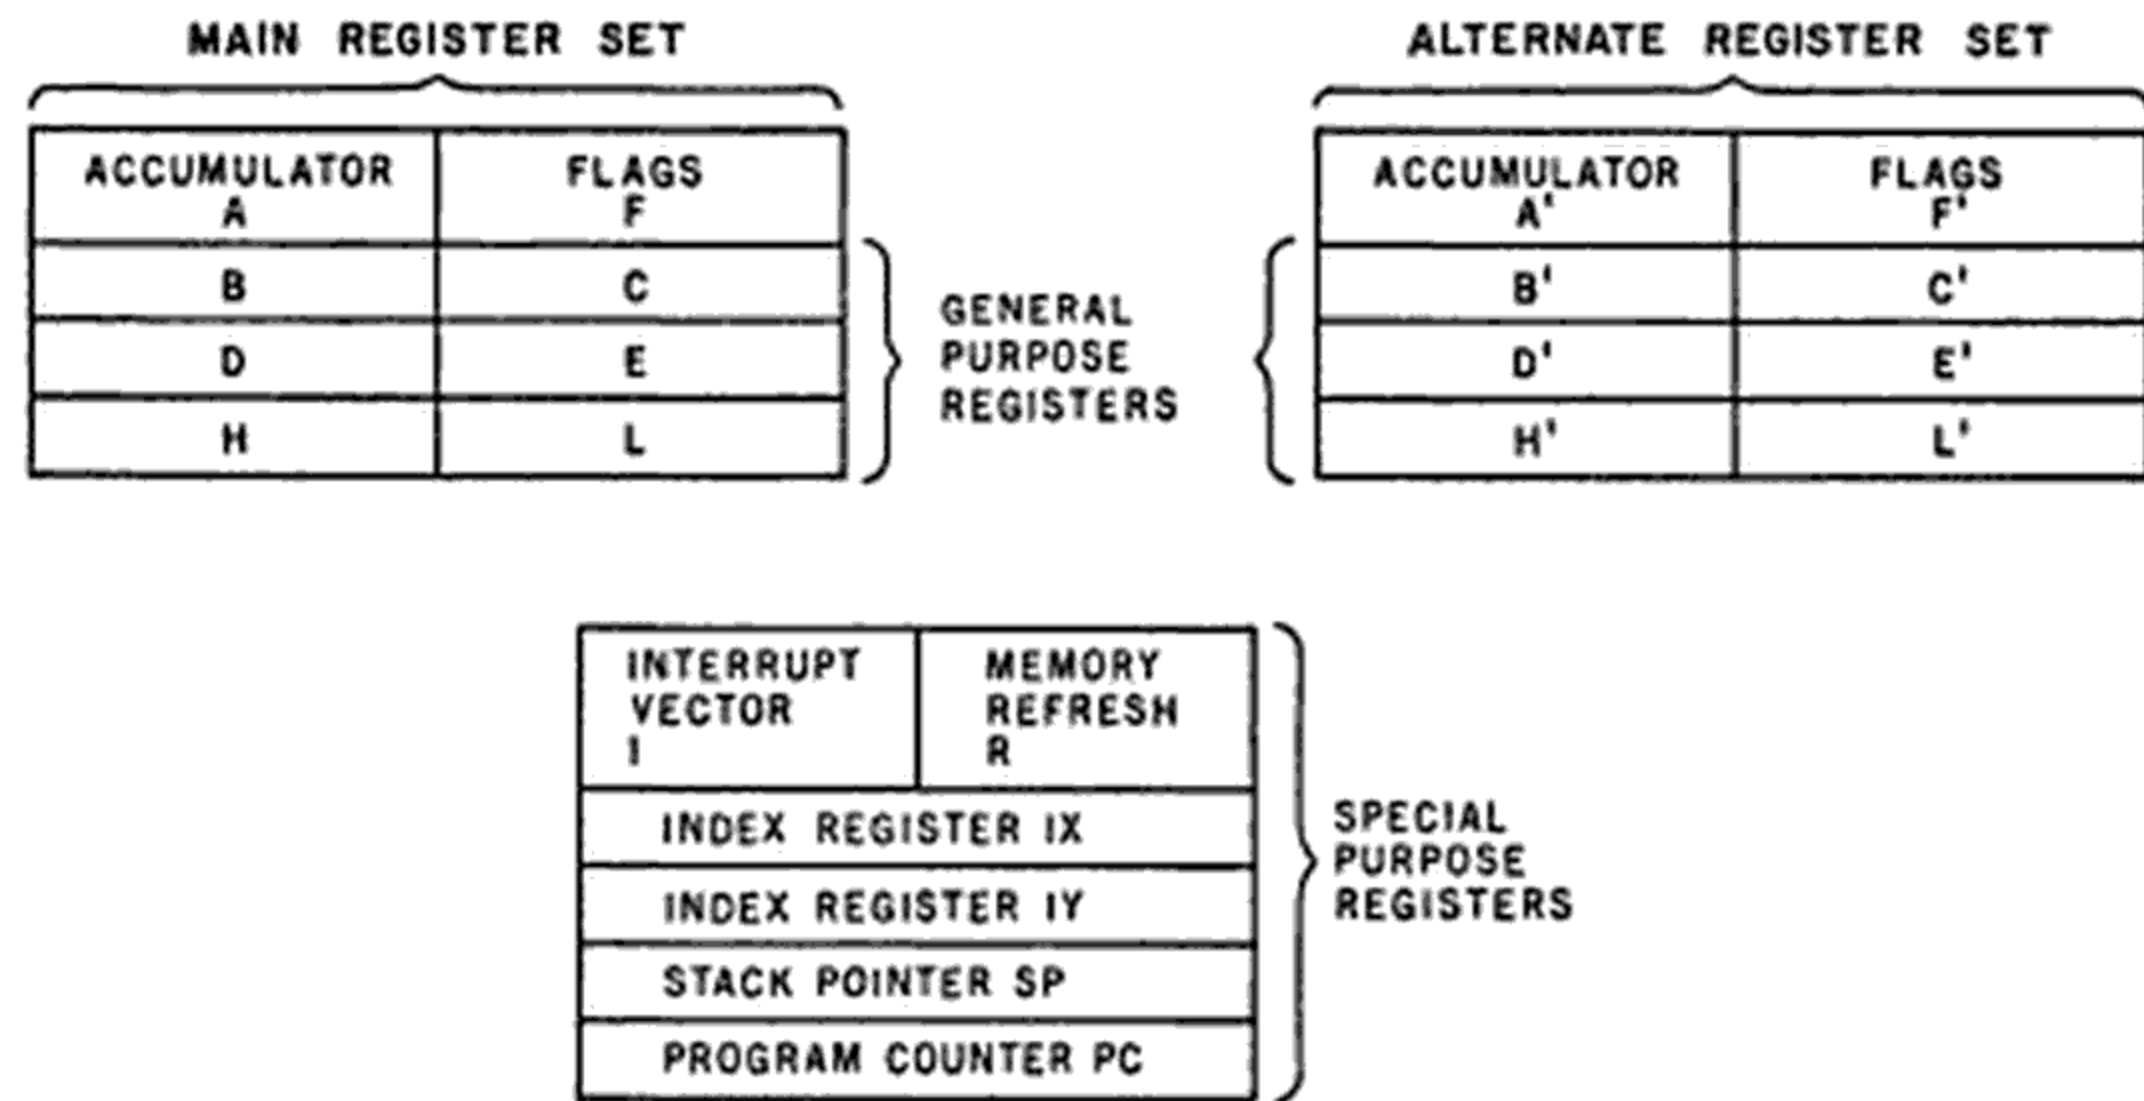 MAIN REGISTER SET
ALTERNATE REGISTER SET
ACCUMULATOR
A
FLAGS
F
B
C
D
E
H
L
GENERAL
PURPOSE
REGISTERS
ACCUMULATOR
A'
FLAGS
F'
B'
C'
D'
E'
H'
L'
INTERRUPT
VECTOR
I
MEMORY
REFRESH
R
INDEX REGISTER IX
INDEX REGISTER IY
STACK POINTER SP
PROGRAM COUNTER PC
SPECIAL
PURPOSE
REGISTERS